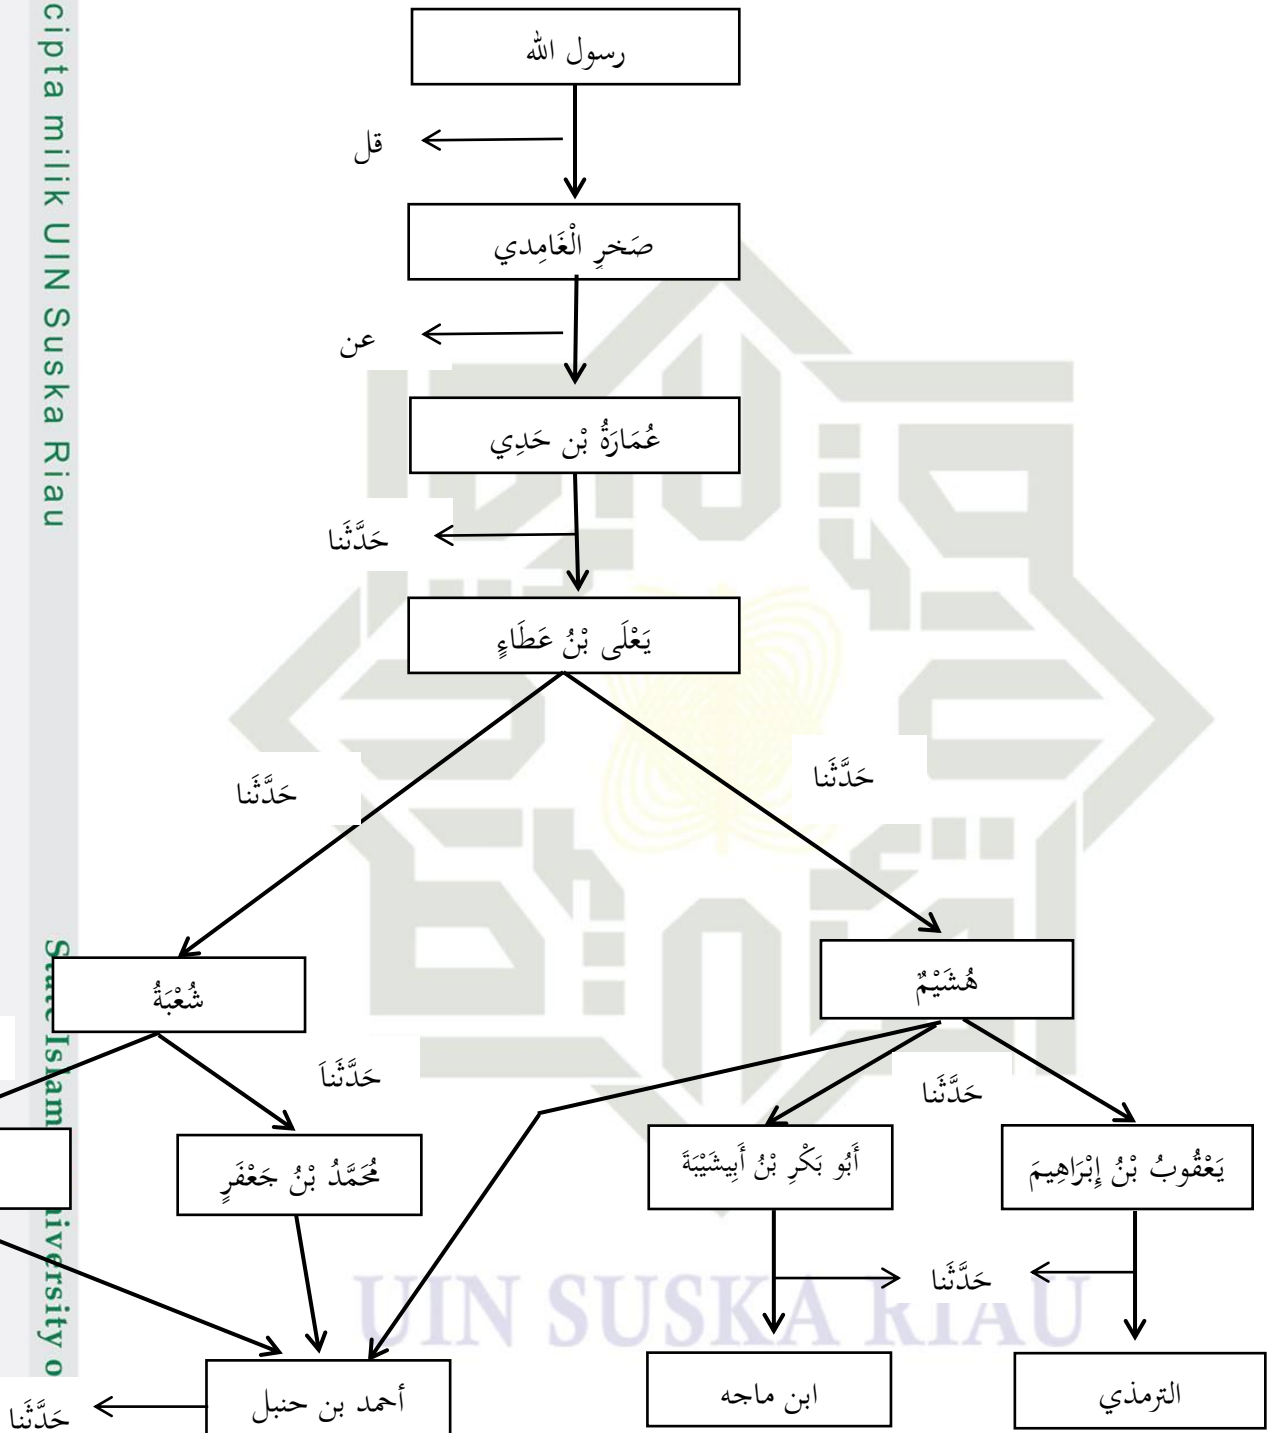 رسول الله
قل
صَخرٍ الْغَامِدي
عن
عُمَارَةُ بْن حَدِي
حَدَّثَنا
يَعْلَى بْنُ عَطَاءٍ
حَدَّثَنا
حَدَّثَنا
هُشَيْمٌ
شُعْبَةُ
حَدَّثَنا
حَدَّثَناَ
يَعْقُوبُ بْنُ إِبْرَاهِيمَ
أَبُو بَكْرِ بْنُ أَبِيشَيْبَةَ
مُحَمَّدُ بْنُ جَعْفَرٍ
حَدَّثَنا
الترمذي
ابن ماجه
أحمد بن حنبل
حَدَّثَنا
UIN SUSKA RIAU
cipta milik UIN Suska Riau